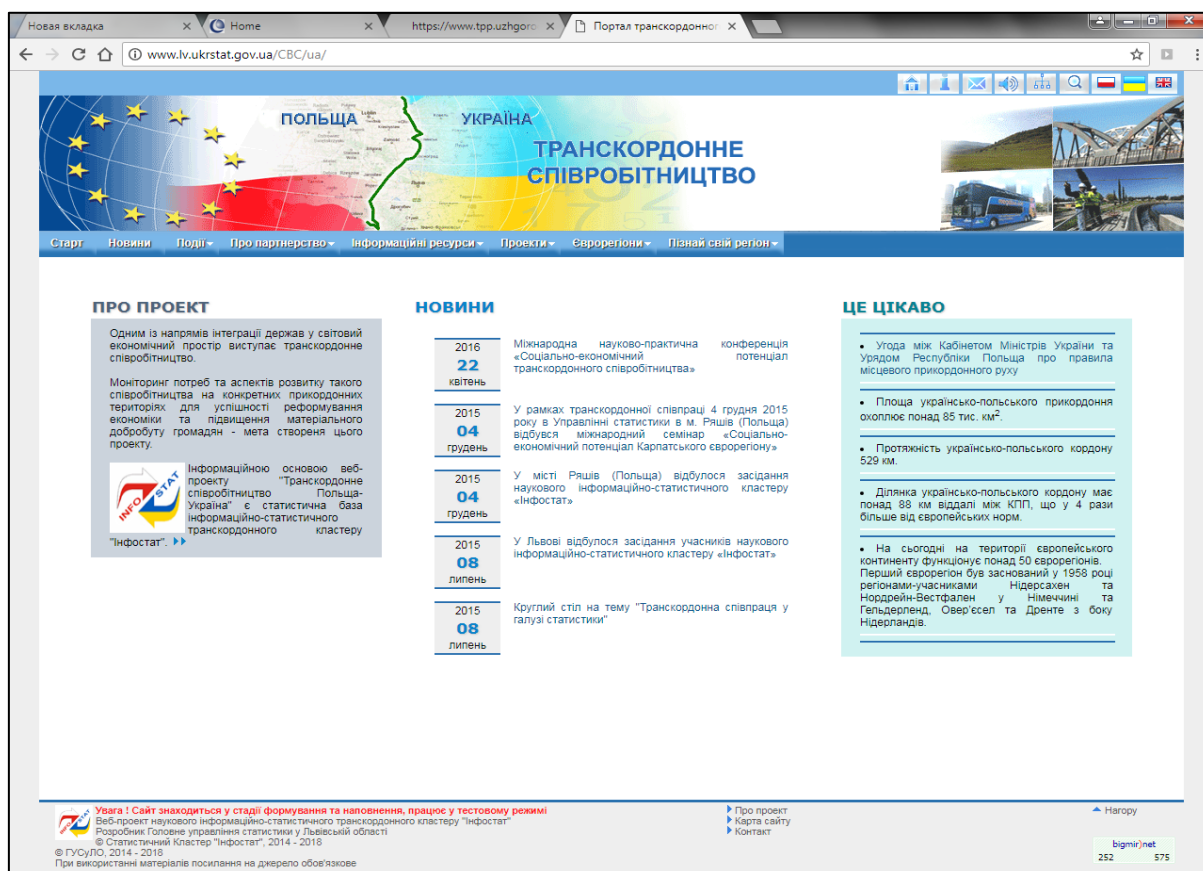 Новая вкладка
Home
https://www.tpp.uzhgoro
Портал транскордонног
www.lv.ukrstat.gov.ua/CBC/ua/
ПОЛЬЩА
УКРАЇНА
ТРАНСКОРДОННЕ
СПІВРОБІТНИЦТВО
Старт Новини Події Про партнерство Інформаційні ресурси Проекти Єврорегіони Пізнай свій регіон
ПРО ПРОЕКТ
Одним із напрямів інтеграції держав у світовий
економічний простір виступає транскордонне
співробітництво.
Моніторинг потреб та аспектів розвитку такого
співробітництва на конкретних прикордонних
територіях для успішності реформування
економіки та підвищення матеріального
добробуту громадян - мета створеня цього
проекту.
INFO STAT
Інформаційною основою веб-
проекту "Транскордонне
співробітництво Польща-
Україна" є статистична база
інформаційно-статистичного
транскордонного кластеру
"Інфостат".
НОВИНИ
2016
22
квітень
Міжнародна науково-практична конференція
«Соціально-економічний потенціал
транскордонного співробітництва»
2015
04
грудень
У рамках транскордонної співпраці 4 грудня 2015
року в Управлінні статистики в м. Ряшів (Польща)
відбувся міжнародний семінар «Соціально-
економічний потенціал Карпатського єврорегіону»
2015
04
грудень
У місті Ряшів (Польща) відбулося засідання
наукового інформаційно-статистичного кластеру
«Інфостат»
2015
08
липень
У Львові відбулося засідання учасників наукового
інформаційно-статистичного кластеру «Інфостат»
2015
08
липень
Круглий стіл на тему "Транскордонна співпраця у
галузі статистики"
ЦЕ ЦІКАВО
• Угода між Кабінетом Міністрів України та
Урядом Республіки Польща про правила
місцевого прикордонного руху
• Площа українсько-польського прикордоння
охоплює понад 85 тис. км².
• Протяжність українсько-польського кордону
529 км.
• Ділянка українсько-польського кордону має
понад 88 км віддалі між КПП, що у 4 рази
більше від європейських норм.
• На сьогодні на території європейського
континенту функціонує понад 50 єврорегіонів.
Перший єврорегіон був заснований у 1958 році
регіонами-учасниками Нідерсахен та
Нордрейн-Вестфален у Німеччині та
Гельдерленд, Овер'єсел та Дренте з боку
Нідерландів.
Увага ! Сайт знаходиться у стадії формування та наповнення, працює у тестовому режимі
Веб-проект наукового інформаційно-статистичного транскордонного кластеру "Інфостат"
Розробник Головне управління статистики у Львівській області
© Статистичний Кластер "Інфостат", 2014 - 2018
© ГУСуЛО, 2014 - 2018
При використанні матеріалів посилання на джерело обов'язкове
Про проект
Карта сайту
Контакт
Нагору
bigmir)net
252 575